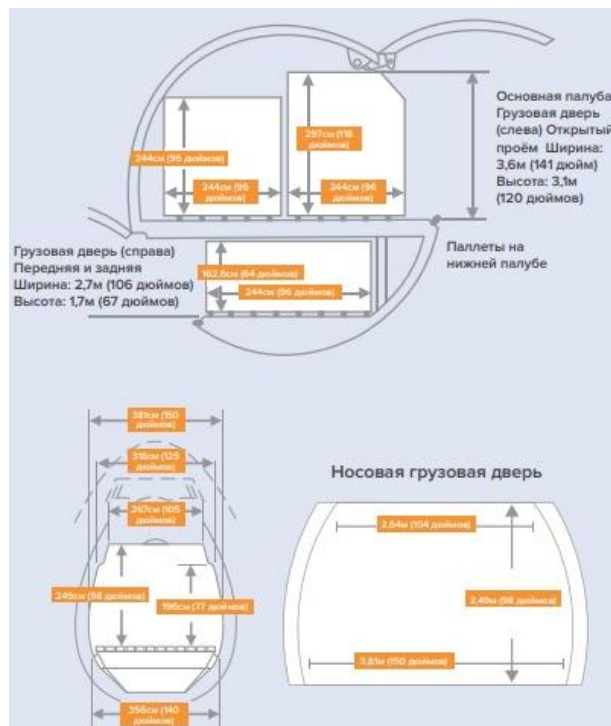 Основная палуба
Грузовая дверь
(слева) Открытый
проём Ширина:
3,6м (141 дюйм)
Высота: 3,1м
(120 дюймов)
297см (118
дюймов)
244см (96 дюймов)
244см (96
дюймов)
244см (96
дюймов)
Грузовая дверь (справа)
Передняя и задняя
Ширина: 2,7м (106 дюймов)
Высота: 1,7м (67 дюймов)
Паллеты на
нижней палубе
162.6см (64 дюймов)
244см (96 дюймов)
381см (150
дюймов)
318см (125
дюймов)
267см (105
дюймов)
249см (98 дюймов)
196см (77 дюймов)
356см (140
дюймов)
Носовая грузовая дверь
2,64м (104 дюймов)
2,49м (98 дюймов)
3,81м (150 дюймов)